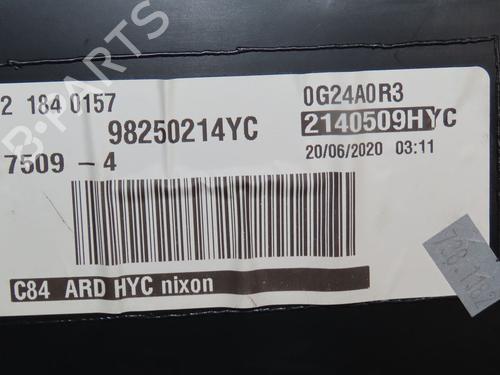 2 184 0157
0G24A0R3
98250214YC
2140509HYC
7509 - 4
20/06/2020 03:11
C84 ARD HYC nixon
B-PARTS